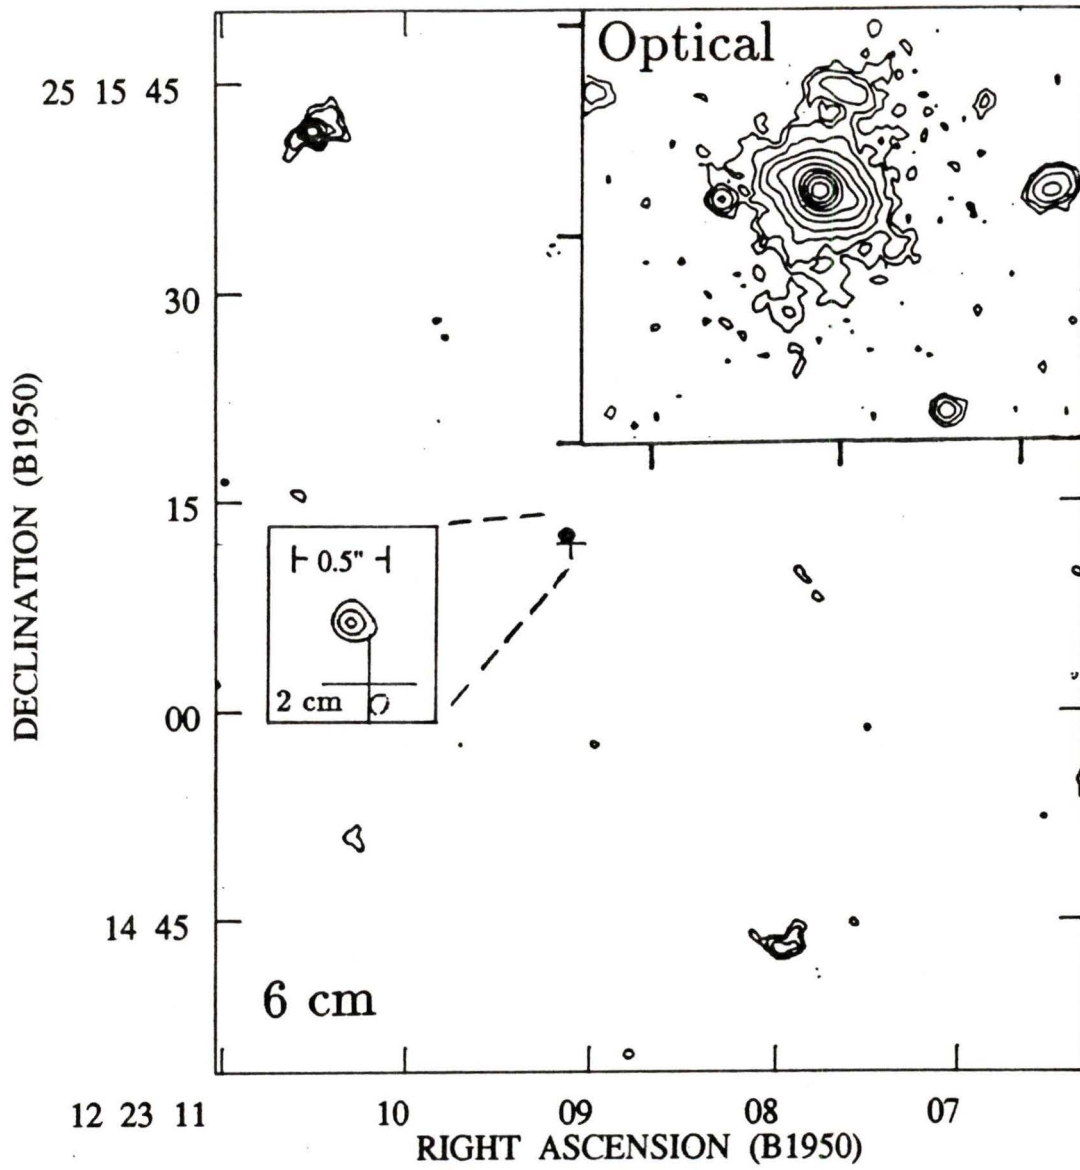 Optical
25 15 45
30
15
0.5"
2 cm
00
14 45
6 cm
12 23 11 10 09 08 07
RIGHT ASCENSION (B1950)
DECLINATION (B1950)